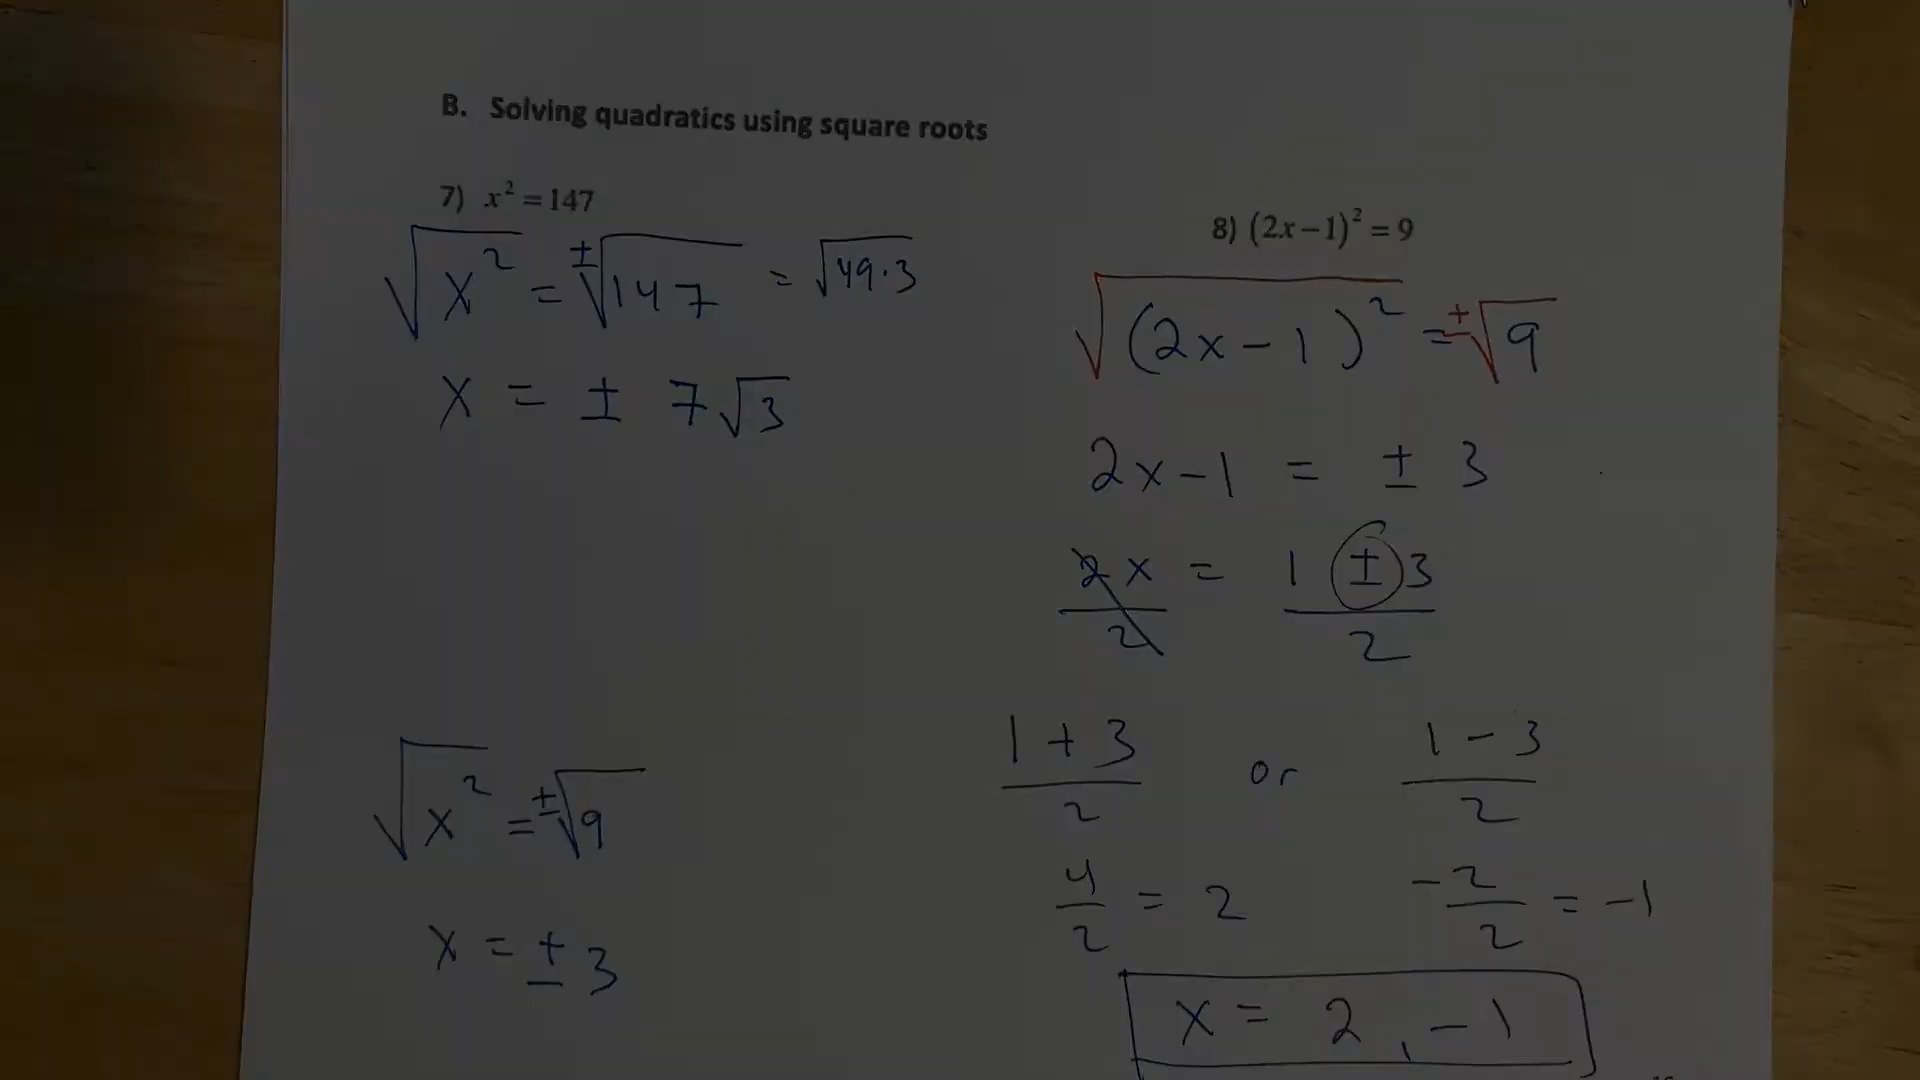 B. Solving quadratics using square roots
7) x² = 147
√x² = ±√147 = √49·3
x = ± 7√3
√x² = ±√9
x = ± 3
8) (2x−1)² = 9
√(2x−1)² = ±√9
2x−1 = ± 3
2x = 1 ± 3
2 2
1+3 or 1−3
2 2
4/2 = 2 −2/2 = −1
x = 2, −1